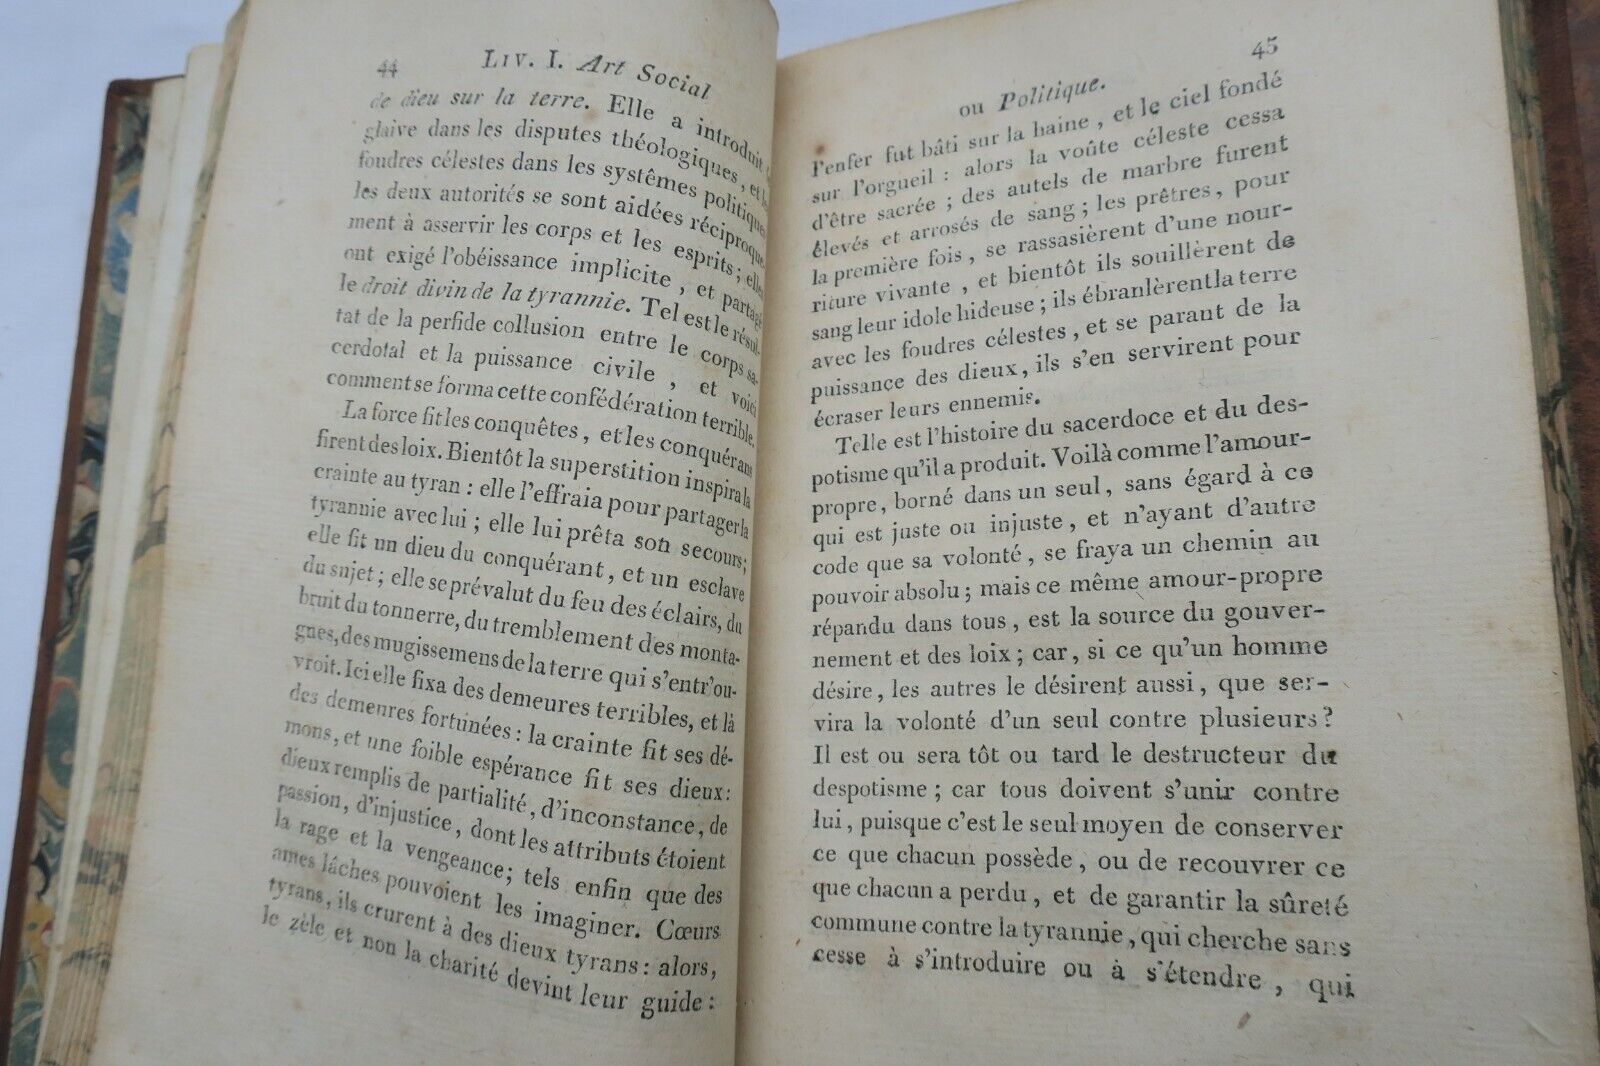 44 Liv. I. Art Social
de dieu sur la terre. Elle a introduit
glaive dans les disputes théologiques, et
foudres célestes dans les systêmes politiques
les deux autorités se sont aidées réciproque-
ment à asservir les corps et les esprits; elles
ont exigé l'obéissance implicite, et partagé
le droit divin de la tyrannie. Tel est le résul-
tat de la perfide collusion entre le corps sa-
cerdotal et la puissance civile, et voici
comment se forma cette confédération terrible.
La force fit les conquêtes, et les conquérans
firent des loix. Bientôt la superstition inspira la
crainte au tyran: elle l'effraia pour partager la
tyrannie avec lui; elle lui prêta son secours;
elle fit un dieu du conquérant, et un esclave
du sujet; elle se prévalut du feu des éclairs, du
bruit du tonnerre, du tremblement des monta-
gnes, des mugissemens de la terre qui s'entr'ou-
vroit. Ici elle fixa des demeures terribles, et là
des demeures fortunées: la crainte fit ses dé-
mons, et une foible espérance fit ses dieux:
dieux remplis de partialité, d'inconstance, de
passion, d'injustice, dont les attributs étoient
la rage et la vengeance; tels enfin que des
ames lâches pouvoient les imaginer. Cœurs
tyrans, ils crurent à des dieux tyrans: alors,
le zèle et non la charité devint leur guide:
ou Politique. 45
l'enfer fut bâti sur la haine, et le ciel fondé
sur l'orgueil: alors la voûte céleste cessa
d'être sacrée; des autels de marbre furent
élevés et arrosés de sang; les prêtres, pour
la première fois, se rassasièrent d'une nour-
riture vivante, et bientôt ils souillèrent de
sang leur idole hideuse; ils ébranlèrent la terre
avec les foudres célestes, et se parant de la
puissance des dieux, ils s'en servirent pour
écraser leurs ennemis.
Telle est l'histoire du sacerdoce et du des-
potisme qu'il a produit. Voilà comme l'amour-
propre, borné dans un seul, sans égard à ce
qui est juste ou injuste, et n'ayant d'autre
code que sa volonté, se fraya un chemin au
pouvoir absolu; mais ce même amour-propre
répandu dans tous, est la source du gouver-
nement et des loix; car, si ce qu'un homme
désire, les autres le désirent aussi, que ser-
vira la volonté d'un seul contre plusieurs?
Il est ou sera tôt ou tard le destructeur du
despotisme; car tous doivent s'unir contre
lui, puisque c'est le seul moyen de conserver
ce que chacun possède, ou de recouvrer ce
que chacun a perdu, et de garantir la sûreté
commune contre la tyrannie, qui cherche sans
cesse à s'introduire ou à s'étendre, qui